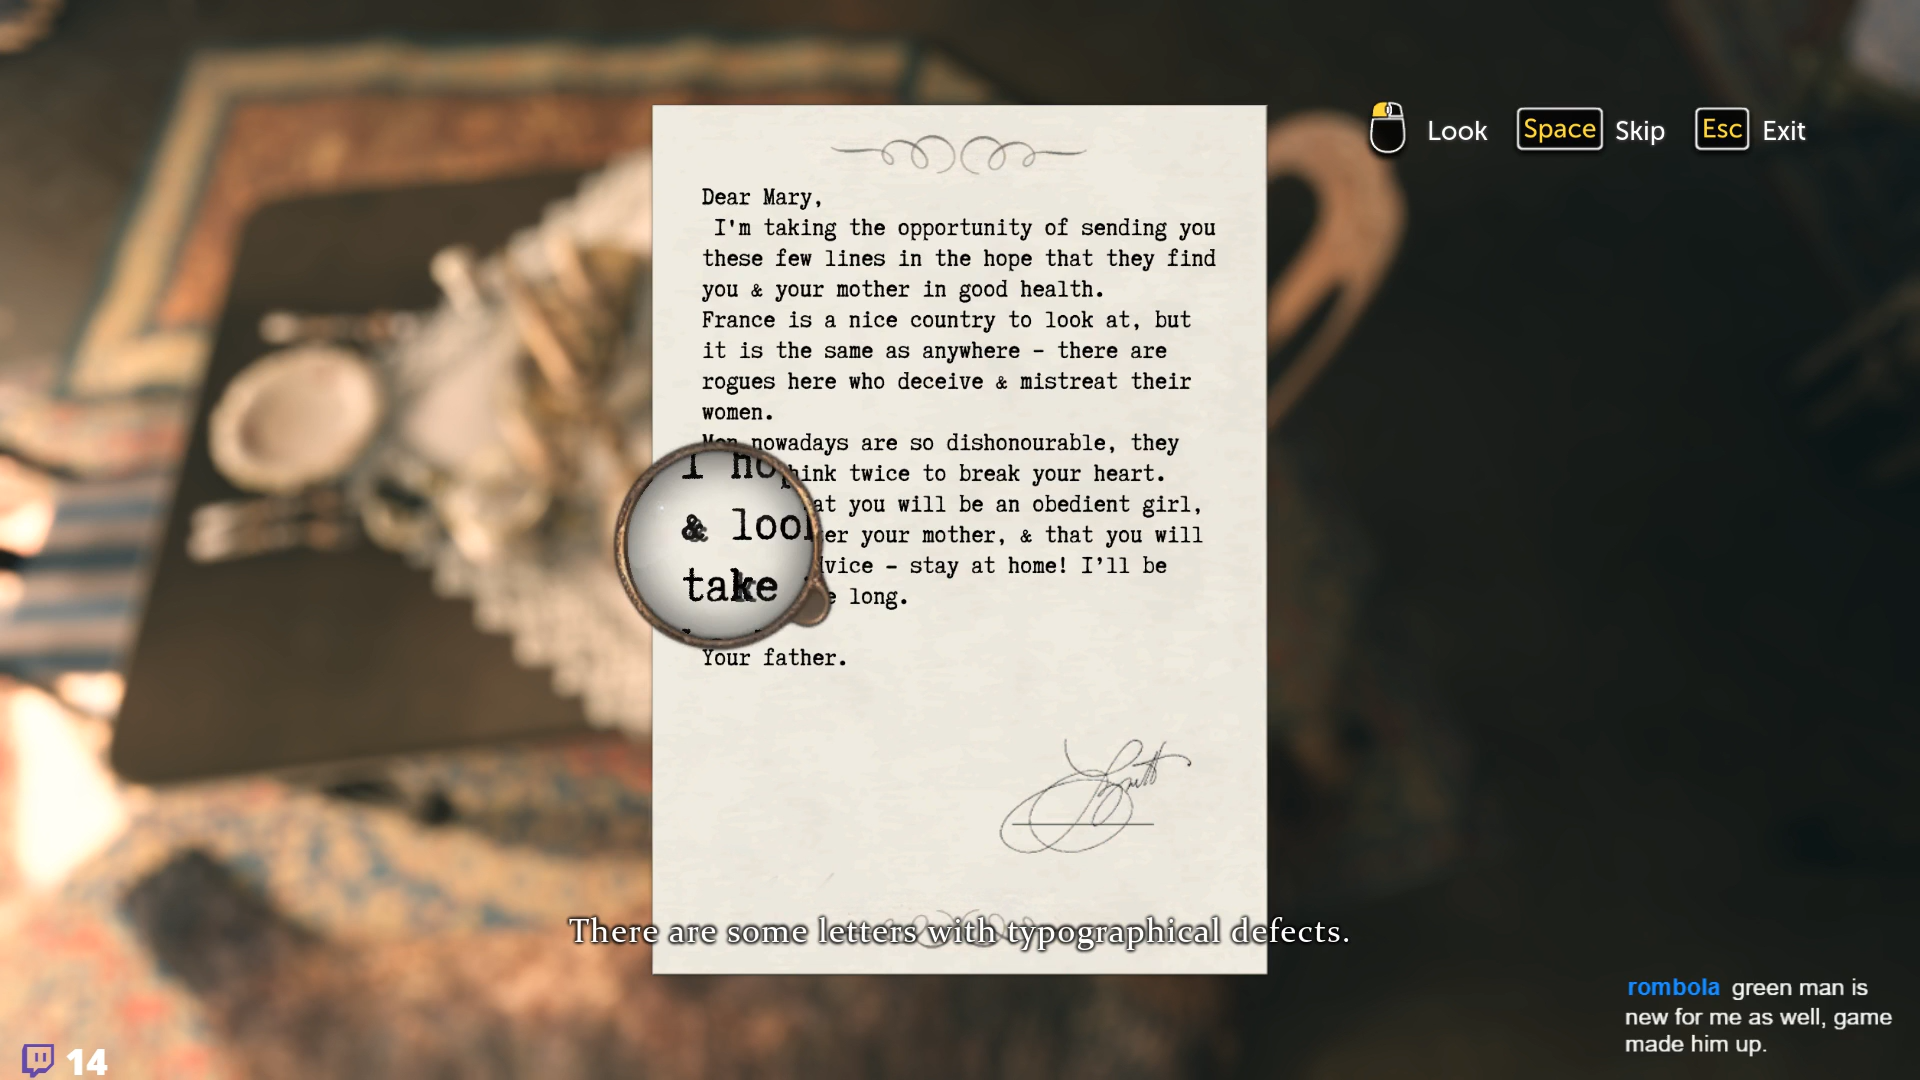 Look Space Skip Esc Exit
Dear Mary,
I'm taking the opportunity of sending you
these few lines in the hope that they find
you & your mother in good health.
France is a nice country to look at, but
it is the same as anywhere – there are
rogues here who deceive & mistreat their
women.
Men nowadays are so dishonourable, they
hink twice to break your heart.
I hop at you will be an obedient girl,
& look er your mother, & that you will
take dvice – stay at home! I’ll be
e long.
Your father.
There are some letters with typographical defects.
rombola green man is
new for me as well, game
made him up.
14